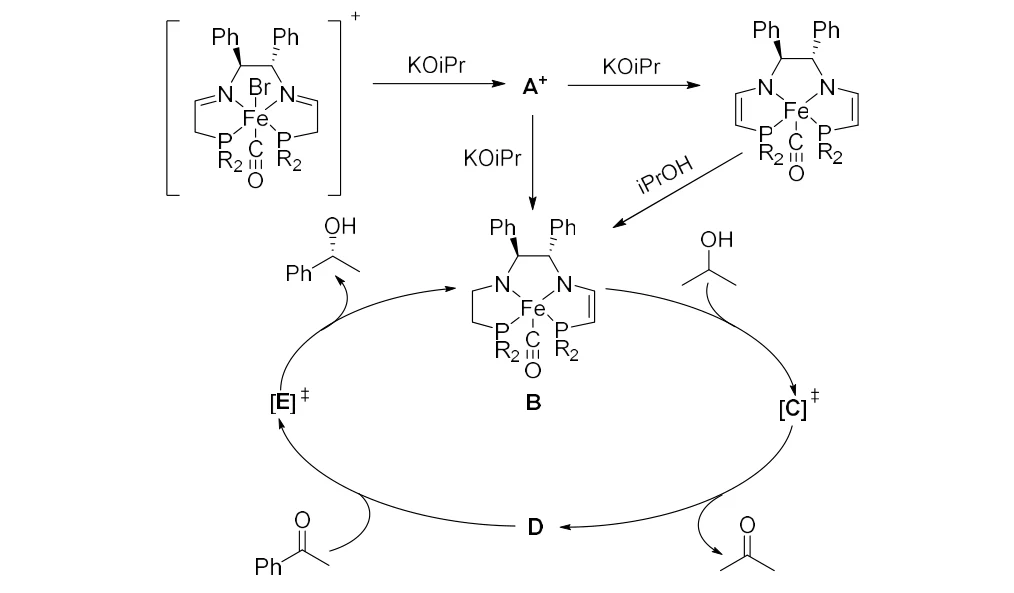 +
Ph Ph
KOiPr
A+
KOiPr
Ph Ph
N Br N
Fe
P P
R2 C R2
O
N N
Fe
P P
R2 C R2
O
KOiPr
iPrOH
OH
Ph
Ph Ph
OH
N N
Fe
P P
R2 C R2
O
B
[E]‡
[C]‡
O
Ph
D
O